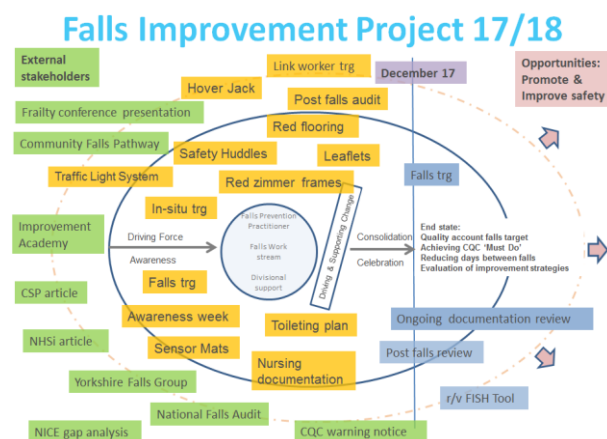 Falls Improvement Project 17/18
External
stakeholders
Link worker trg
December 17
Opportunities:
Promote &
Improve safety
Hover Jack
Post falls audit
Frailty conference presentation
Red flooring
Community Falls Pathway
Safety Huddles
Leaflets
Traffic Light System
Red zimmer frames
Falls trg
In-situ trg
Improvement
Academy
Driving Force
Awareness
Falls Prevention
Practitioner
Falls Work
stream
Divisional
support
Driving & Supporting Change
Consolidation
Celebration
End state:
Quality account falls target
Achieving CQC 'Must Do'
Reducing days between falls
Evaluation of improvement strategies
Falls trg
CSP article
Awareness week
Toileting plan
Ongoing documentation review
NHSi article
Sensor Mats
Nursing
documentation
Post falls review
Yorkshire Falls Group
r/v FISH Tool
National Falls Audit
NICE gap analysis
CQC warning notice